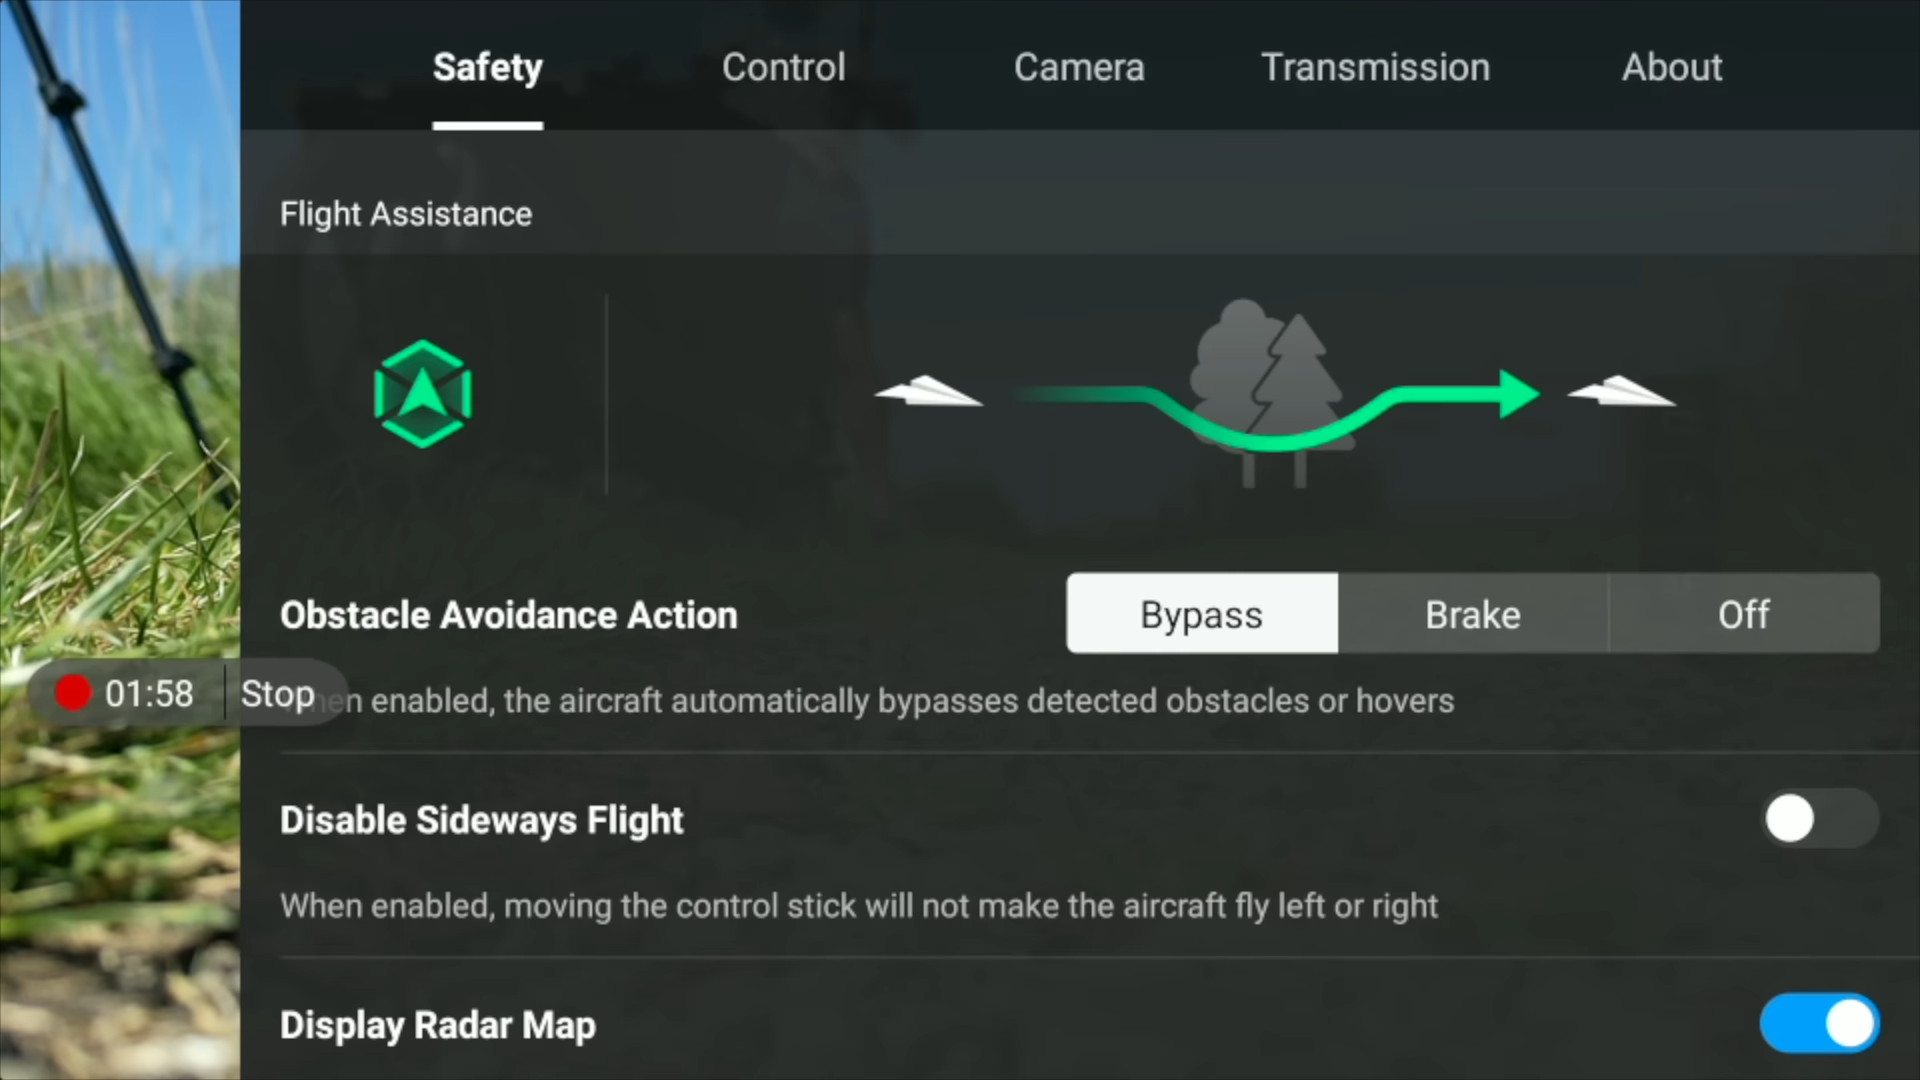 Safety Control Camera Transmission About
Flight Assistance
Obstacle Avoidance Action Bypass Brake Off
01:58 Stop
enabled, the aircraft automatically bypasses detected obstacles or hovers
Disable Sideways Flight
When enabled, moving the control stick will not make the aircraft fly left or right
Display Radar Map